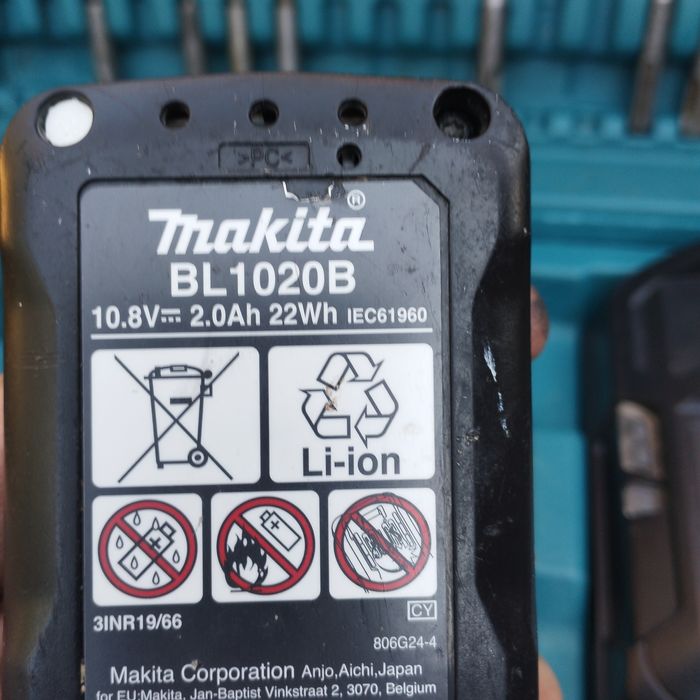 >PC<
makita®
BL1020B
10.8V⎓ 2.0Ah 22Wh IEC61960
Li-ion
3INR19/66
CY
806G24-4
Makita Corporation Anjo,Aichi,Japan
for EU:Makita, Jan-Baptist Vinkstraat 2, 3070, Belgium